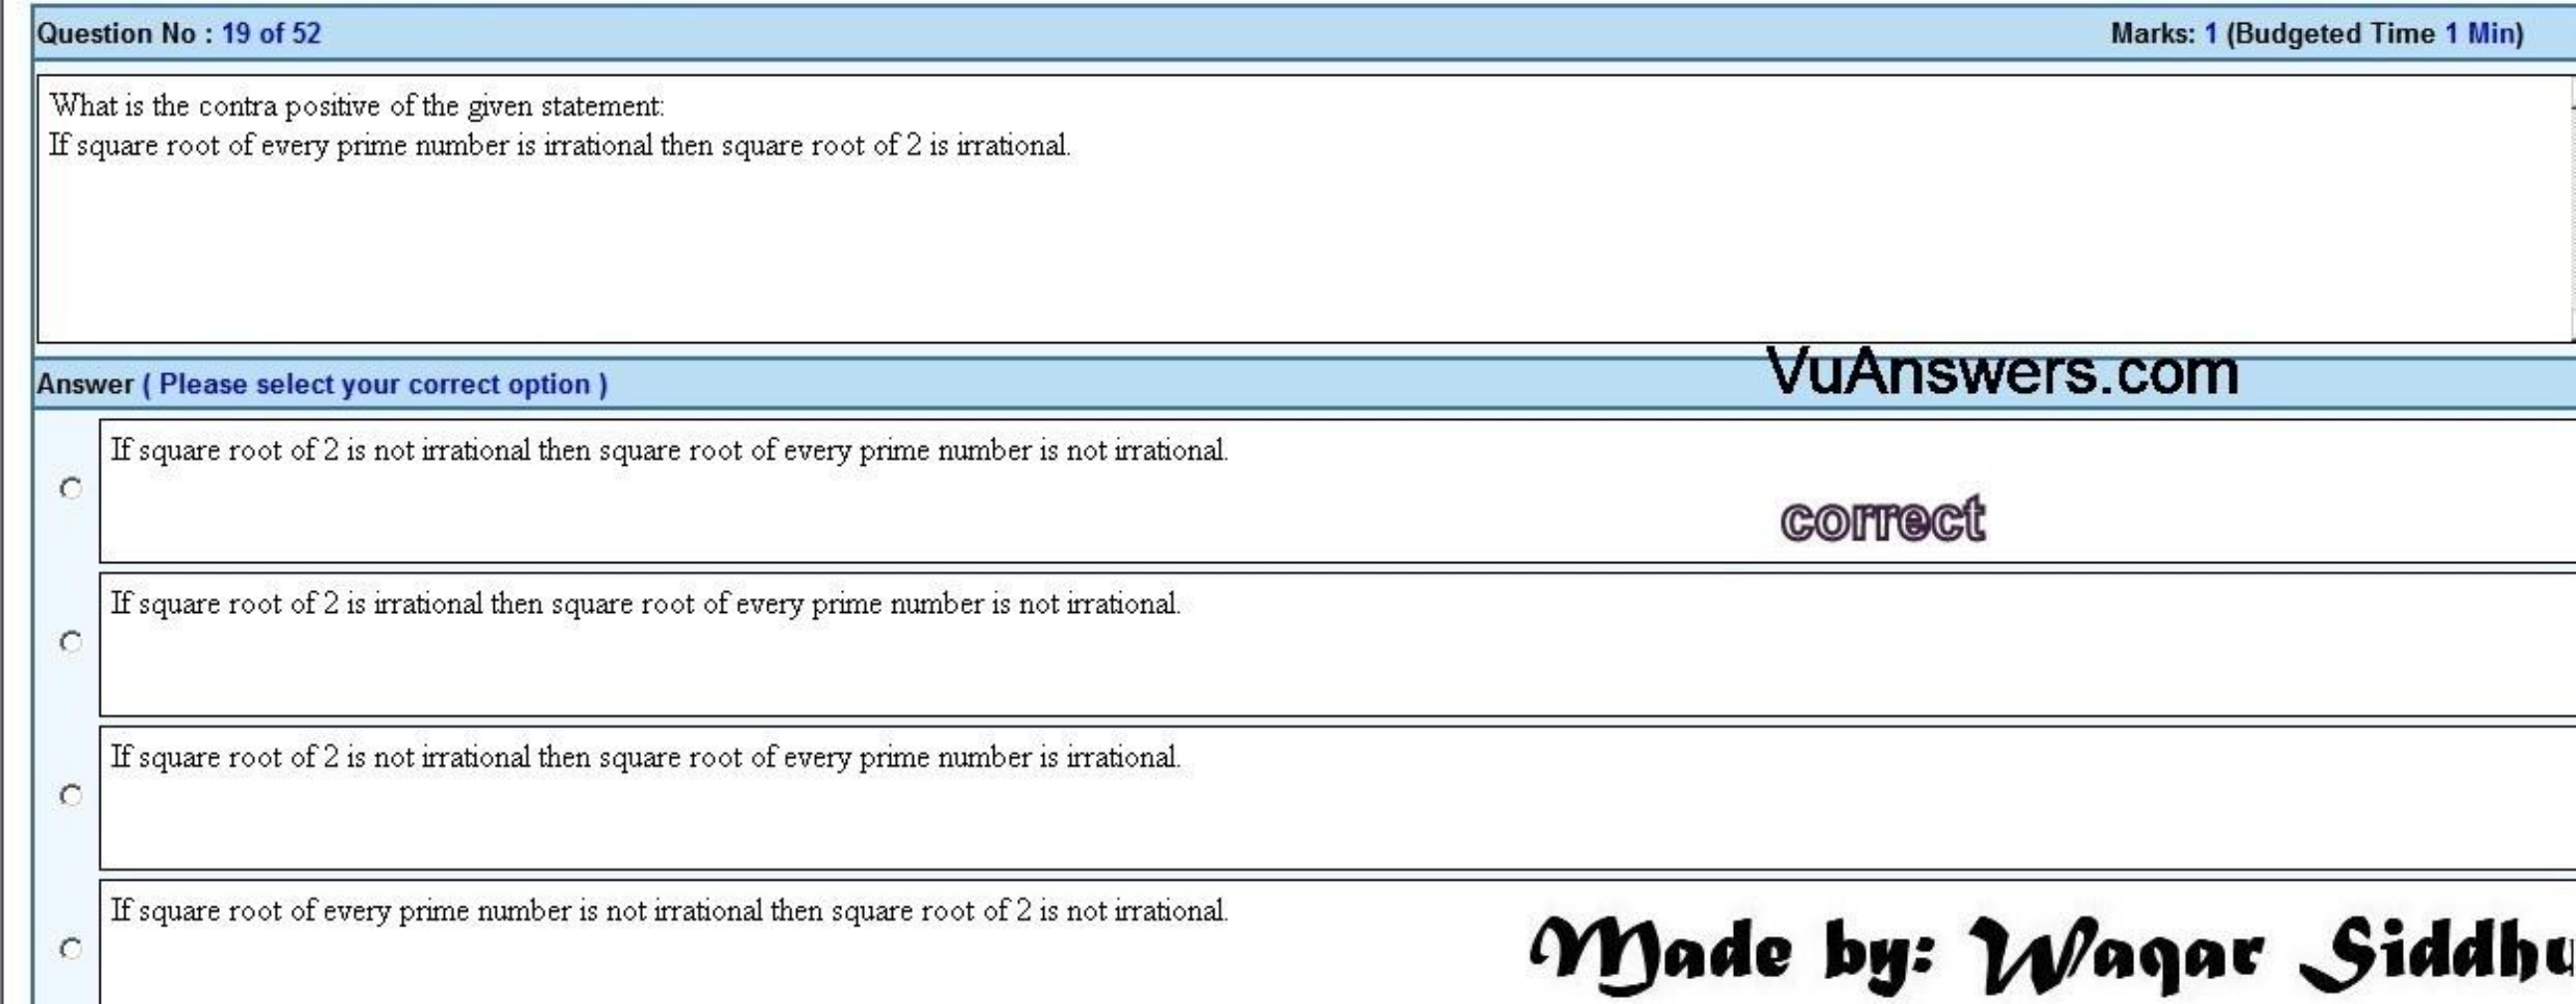 Question No : 19 of 52 Marks: 1 (Budgeted Time 1 Min)
What is the contra positive of the given statement:
If square root of every prime number is irrational then square root of 2 is irrational.
VuAnswers.com
Answer ( Please select your correct option )
If square root of 2 is not irrational then square root of every prime number is not irrational.
correct
If square root of 2 is irrational then square root of every prime number is not irrational.
If square root of 2 is not irrational then square root of every prime number is irrational.
If square root of every prime number is not irrational then square root of 2 is not irrational.
Made by: Waqar Siddhu